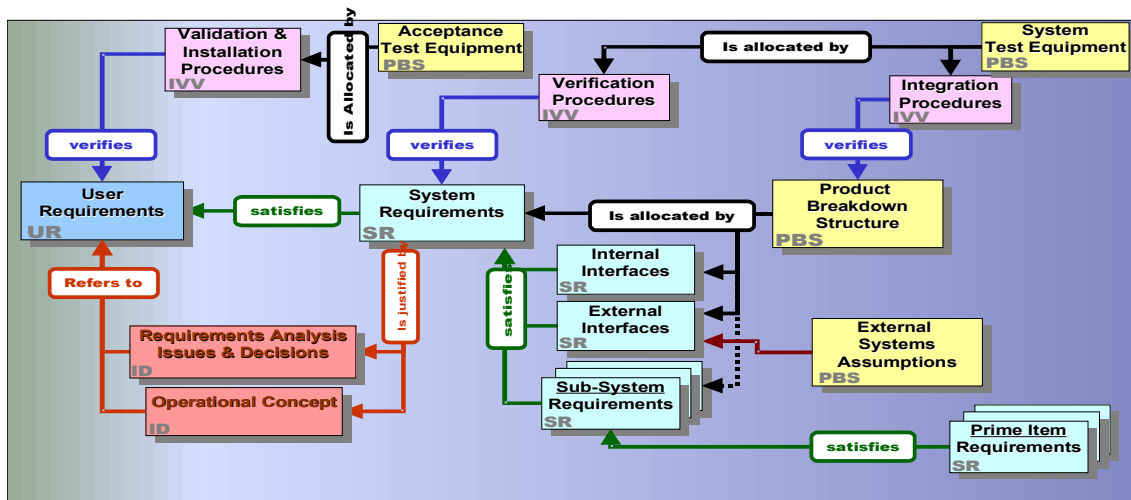 Validation &
Installation
Procedures
IVV
Is Allocated by
Acceptance
Test Equipment
PBS
Is allocated by
System
Test Equipment
PBS
Verification
Procedures
IVV
Integration
Procedures
IVV
verifies
verifies
verifies
User
Requirements
UR
satisfies
System
Requirements
SR
Is allocated by
Product
Breakdown
Structure
PBS
Refers to
Is justified by
satisfies
Internal
Interfaces
SR
External
Interfaces
SR
External
Systems
Assumptions
PBS
Requirements Analysis
Issues & Decisions
ID
Operational Concept
ID
Sub-System
Requirements
SR
satisfies
Prime Item
Requirements
SR